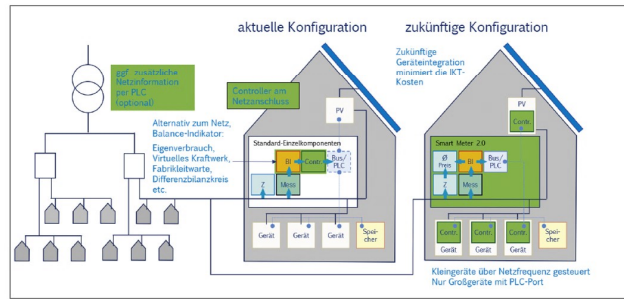 aktuelle Konfiguration
zukünftige Konfiguration
ggf. zusätzliche
Netzinformation
per PLC
(optional)
Controller am
Netzanschluss
Zukünftige
Geräteintegration
minimiert die IKT-
Kosten
PV
PV
Contr.
Alternativ zum Netz,
Balance-Indikator:
Eigenverbrauch,
Virtuelles Kraftwerk,
Fabrikleitwarte,
Differenzbilanzkreis
etc.
Standard-Einzelkomponenten
BI
Contr.
Bus/
PLC
Z
Mess
Smart Meter 2.0
Ø
Preis
BI
Bus/
PLC
Z
Mess
Gerät
Gerät
Gerät
Spei-
cher
Contr.
Contr.
Contr.
Gerät
Gerät
Gerät
Spei-
cher
Kleingeräte über Netzfrequenz gesteuert
Nur Großgeräte mit PLC-Port